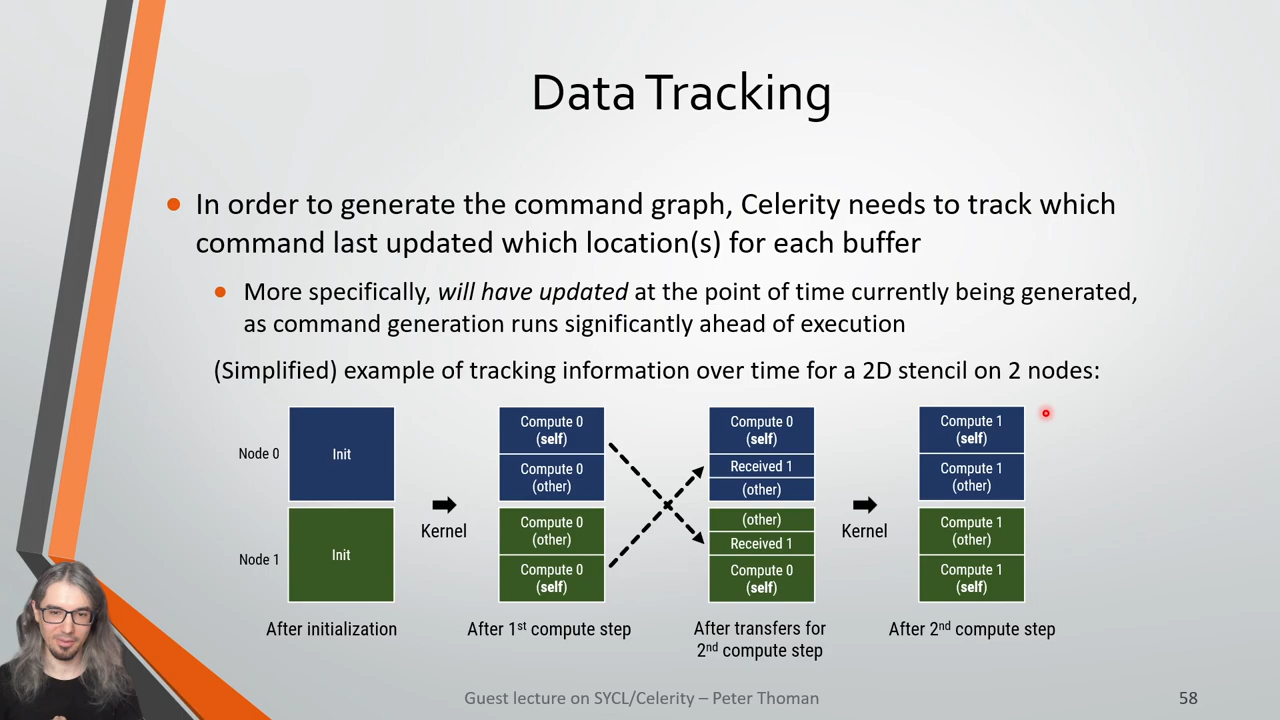 Data Tracking
In order to generate the command graph, Celerity needs to track which
command last updated which location(s) for each buffer
More specifically, will have updated at the point of time currently being generated,
as command generation runs significantly ahead of execution
(Simplified) example of tracking information over time for a 2D stencil on 2 nodes:
Node 0
Init
Node 1
Init
After initialization
Kernel
Compute 0
(self)
Compute 0
(other)
Compute 0
(other)
Compute 0
(self)
After 1st compute step
Compute 0
(self)
Received 1
(other)
(other)
Received 1
Compute 0
(self)
After transfers for
2nd compute step
Kernel
Compute 1
(self)
Compute 1
(other)
Compute 1
(other)
Compute 1
(self)
After 2nd compute step
Guest lecture on SYCL/Celerity – Peter Thoman
58